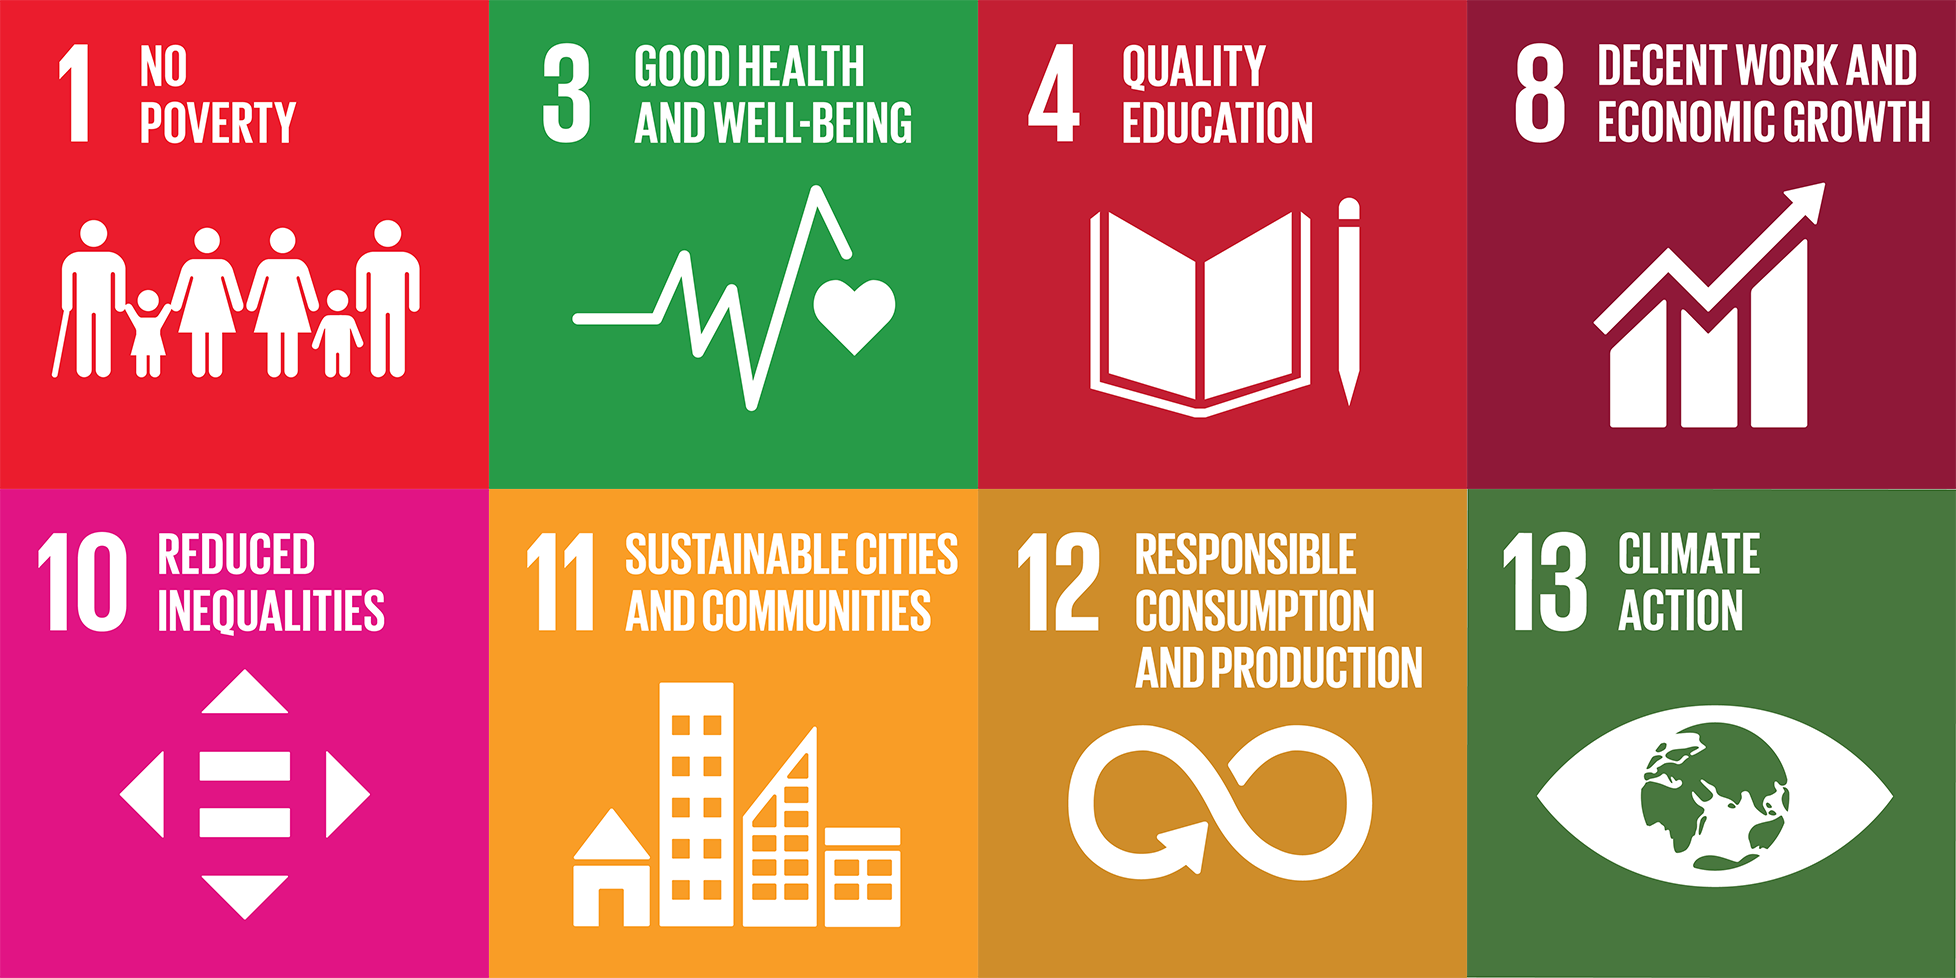 1 NO
POVERTY
3 GOOD HEALTH
AND WELL-BEING
4 QUALITY
EDUCATION
8 DECENT WORK AND
ECONOMIC GROWTH
10 REDUCED
INEQUALITIES
11 SUSTAINABLE CITIES
AND COMMUNITIES
12 RESPONSIBLE
CONSUMPTION
AND PRODUCTION
13 CLIMATE
ACTION